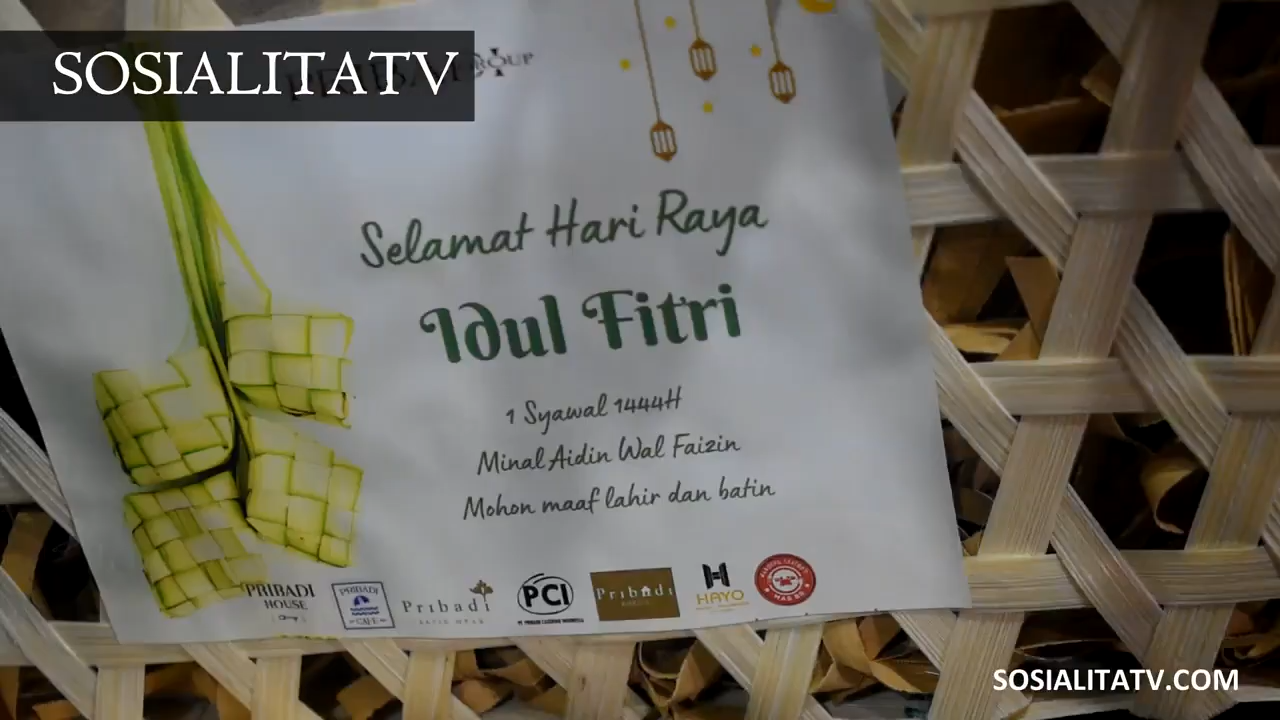 SOSIALITATV
Selamat Hari Raya
Idul Fitri
1 Syawal 1444H
Minal Aidin Wal Faizin
Mohon maaf lahir dan batin
PRIBADI
HOUSE
PRIBADI
CAFE
Pribadi
PCI
Pribadi
HAYO
SOSIALITATV.COM